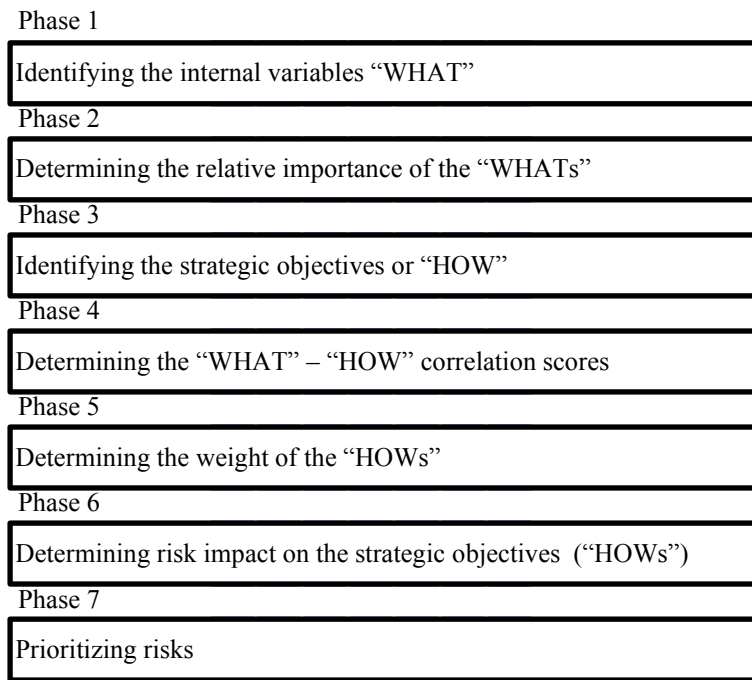 Phase 1
Identifying the internal variables “WHAT”
Phase 2
Determining the relative importance of the “WHATs”
Phase 3
Identifying the strategic objectives or “HOW”
Phase 4
Determining the “WHAT” – “HOW” correlation scores
Phase 5
Determining the weight of the “HOWs”
Phase 6
Determining risk impact on the strategic objectives (“HOWs”)
Phase 7
Prioritizing risks